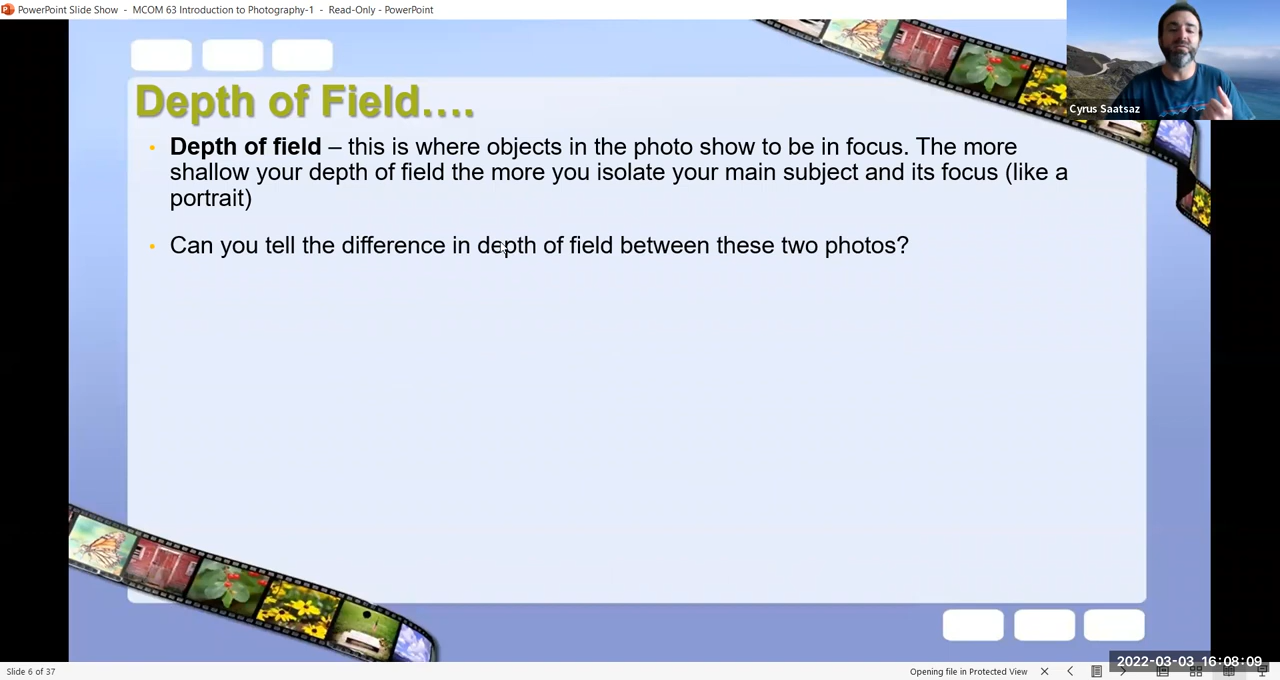 PowerPoint Slide Show - MCOM 63 Introduction to Photography-1 - Read-Only - PowerPoint
Cyrus Saatsaz
Depth of Field....
• Depth of field – this is where objects in the photo show to be in focus. The more
shallow your depth of field the more you isolate your main subject and its focus (like a
portrait)
• Can you tell the difference in depth of field between these two photos?
Slide 6 of 37
Opening file in Protected View
2022-03-03 16:08:09